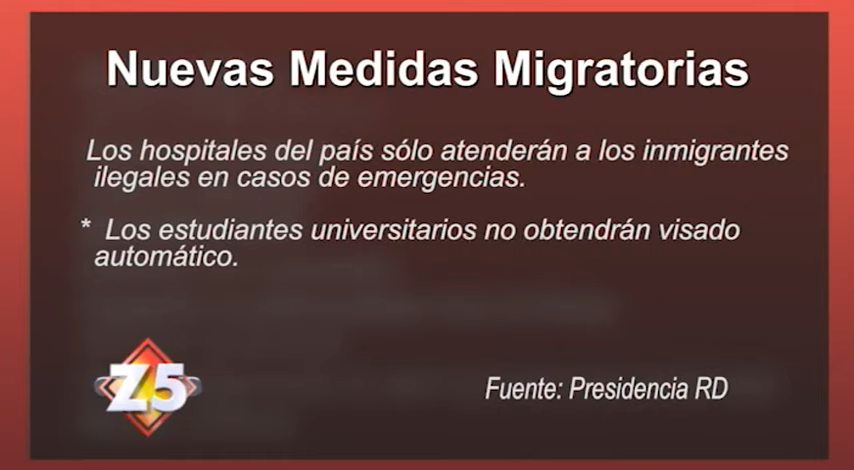 Nuevas Medidas Migratorias
Los hospitales del país sólo atenderán a los inmigrantes
ilegales en casos de emergencias.
* Los estudiantes universitarios no obtendrán visado
automático.
Z5
Fuente: Presidencia RD